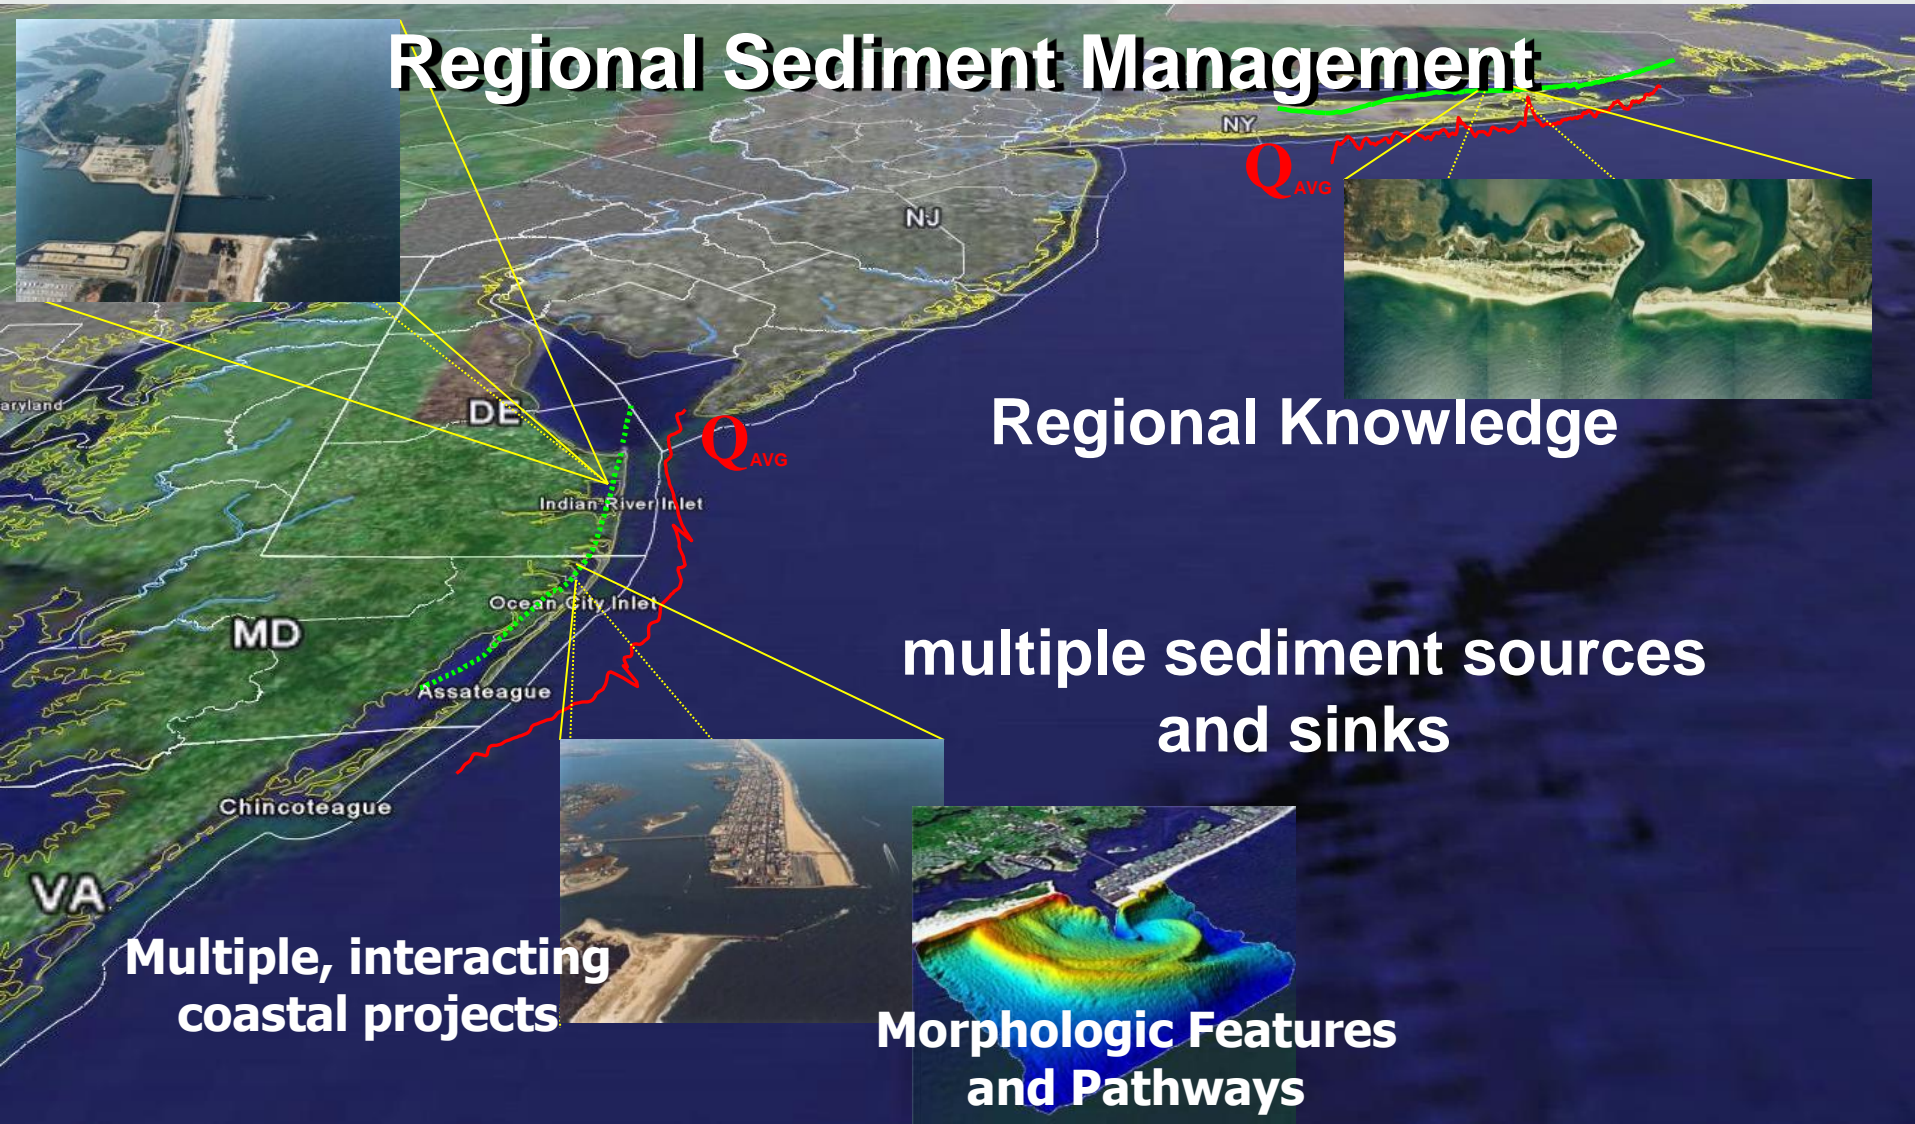 Regional Sediment Management
NY
Q AVG
NJ
Regional Knowledge
aryland
DE
Q AVG
Indian River Inlet
Ocean City Inlet
MD
multiple sediment sources
and sinks
Assateague
Chincoteague
VA
Multiple, interacting
coastal projects
Morphologic Features
and Pathways